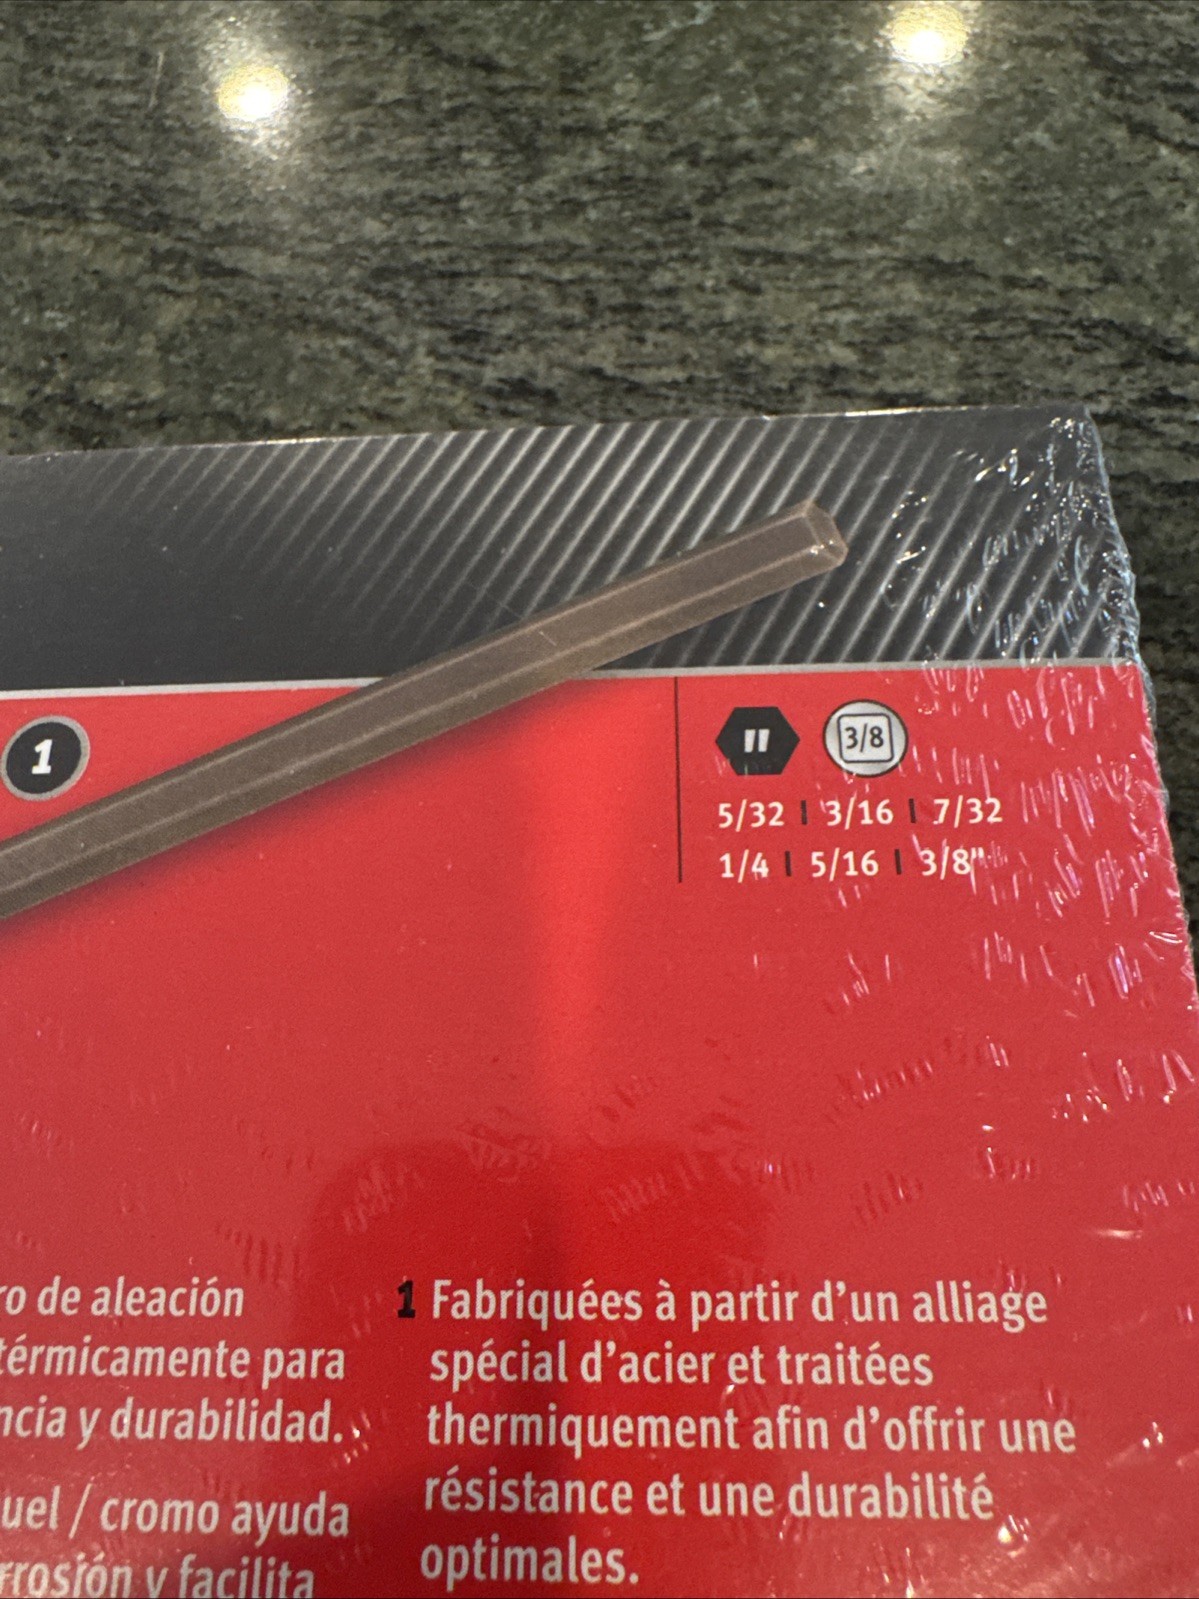 1
"
3/8
5/32 | 3/16 | 7/32
1/4 | 5/16 | 3/8"
ro de aleación
térmicamente para
ncia y durabilidad.
uel / cromo ayuda
rrosión y facilita
1 Fabriquées à partir d’un alliage
spécial d’acier et traitées
thermiquement afin d’offrir une
résistance et une durabilité
optimales.